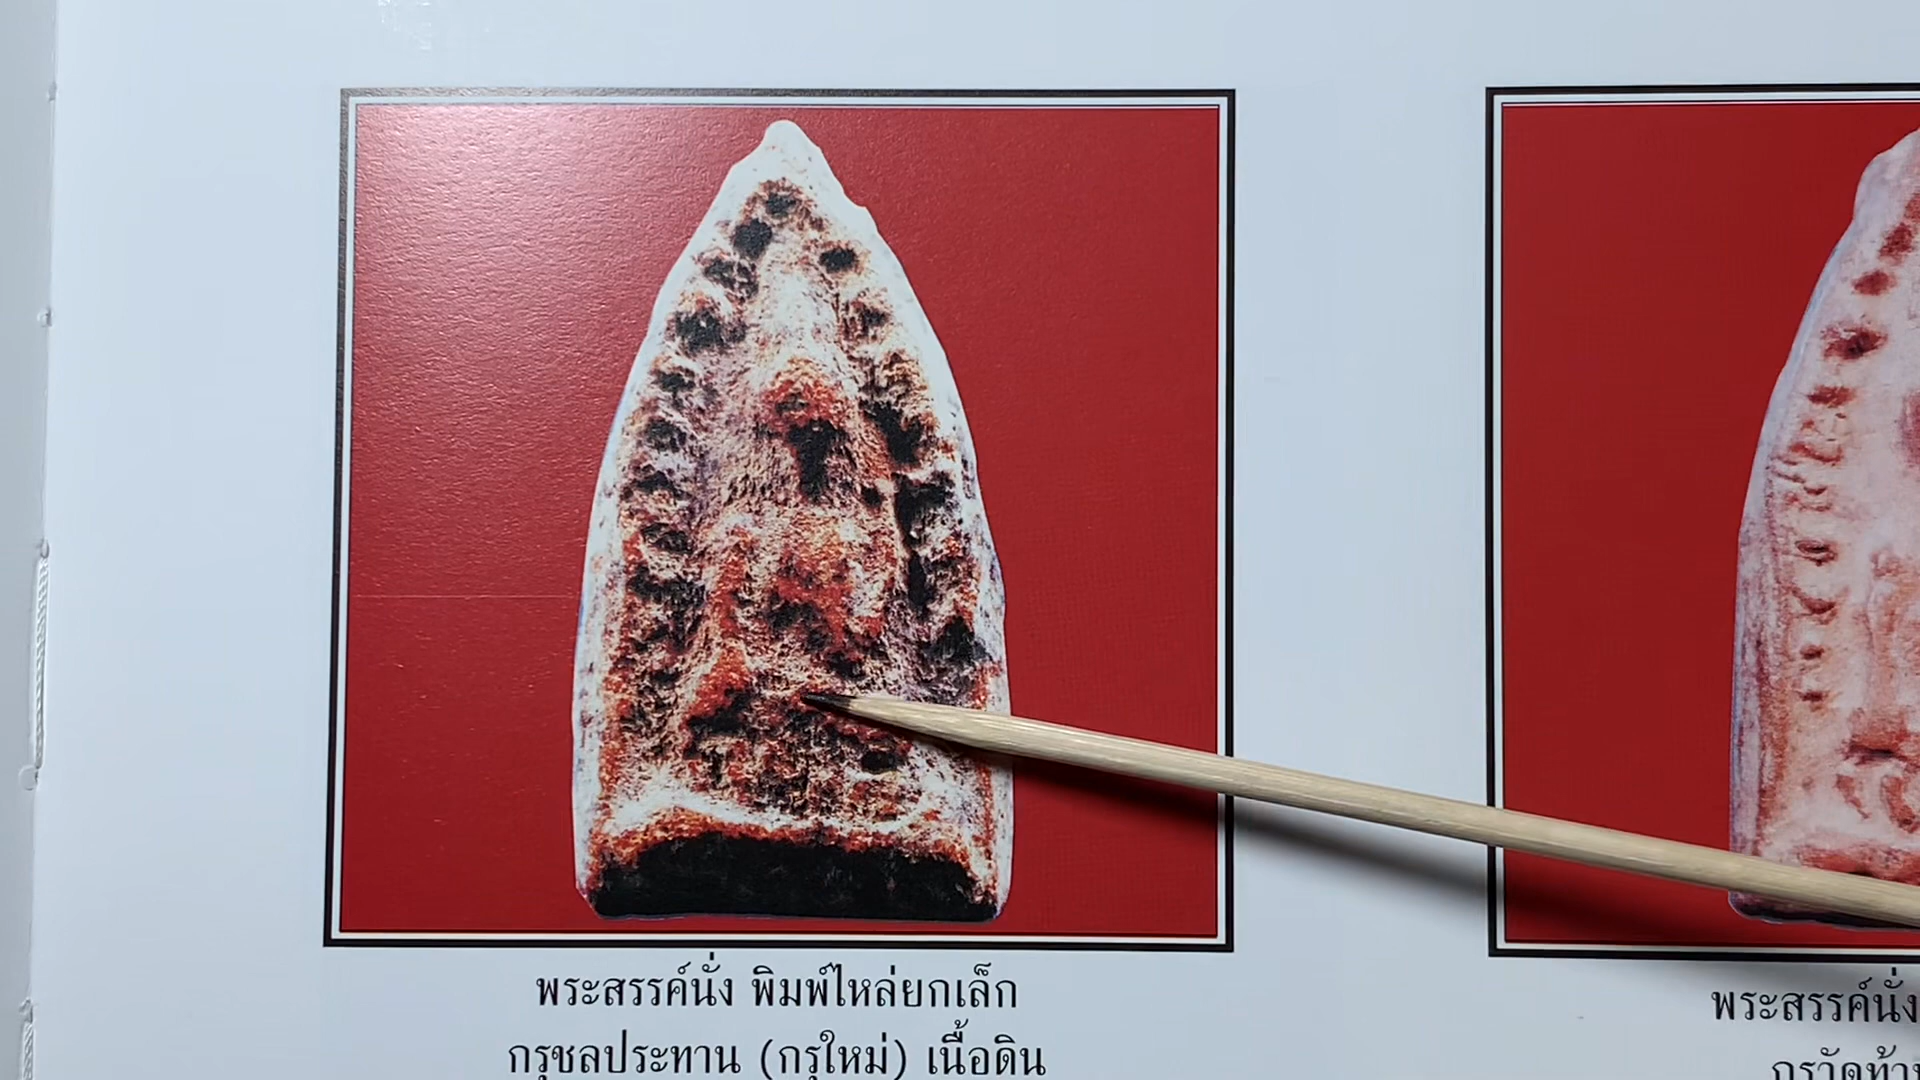 พระสรรค์นั่ง พิมพ์ไหล่ยกเล็ก
กรุชลประทาน (กรุใหม่) เนื้อดิน
พระสรรค์นั่ง